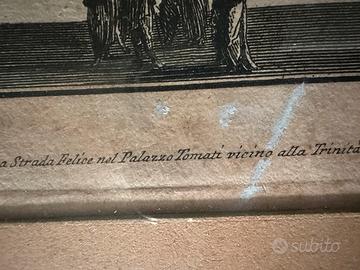 a Strada Felice nel Palazzo Tomati vicino alla Trinità
subito